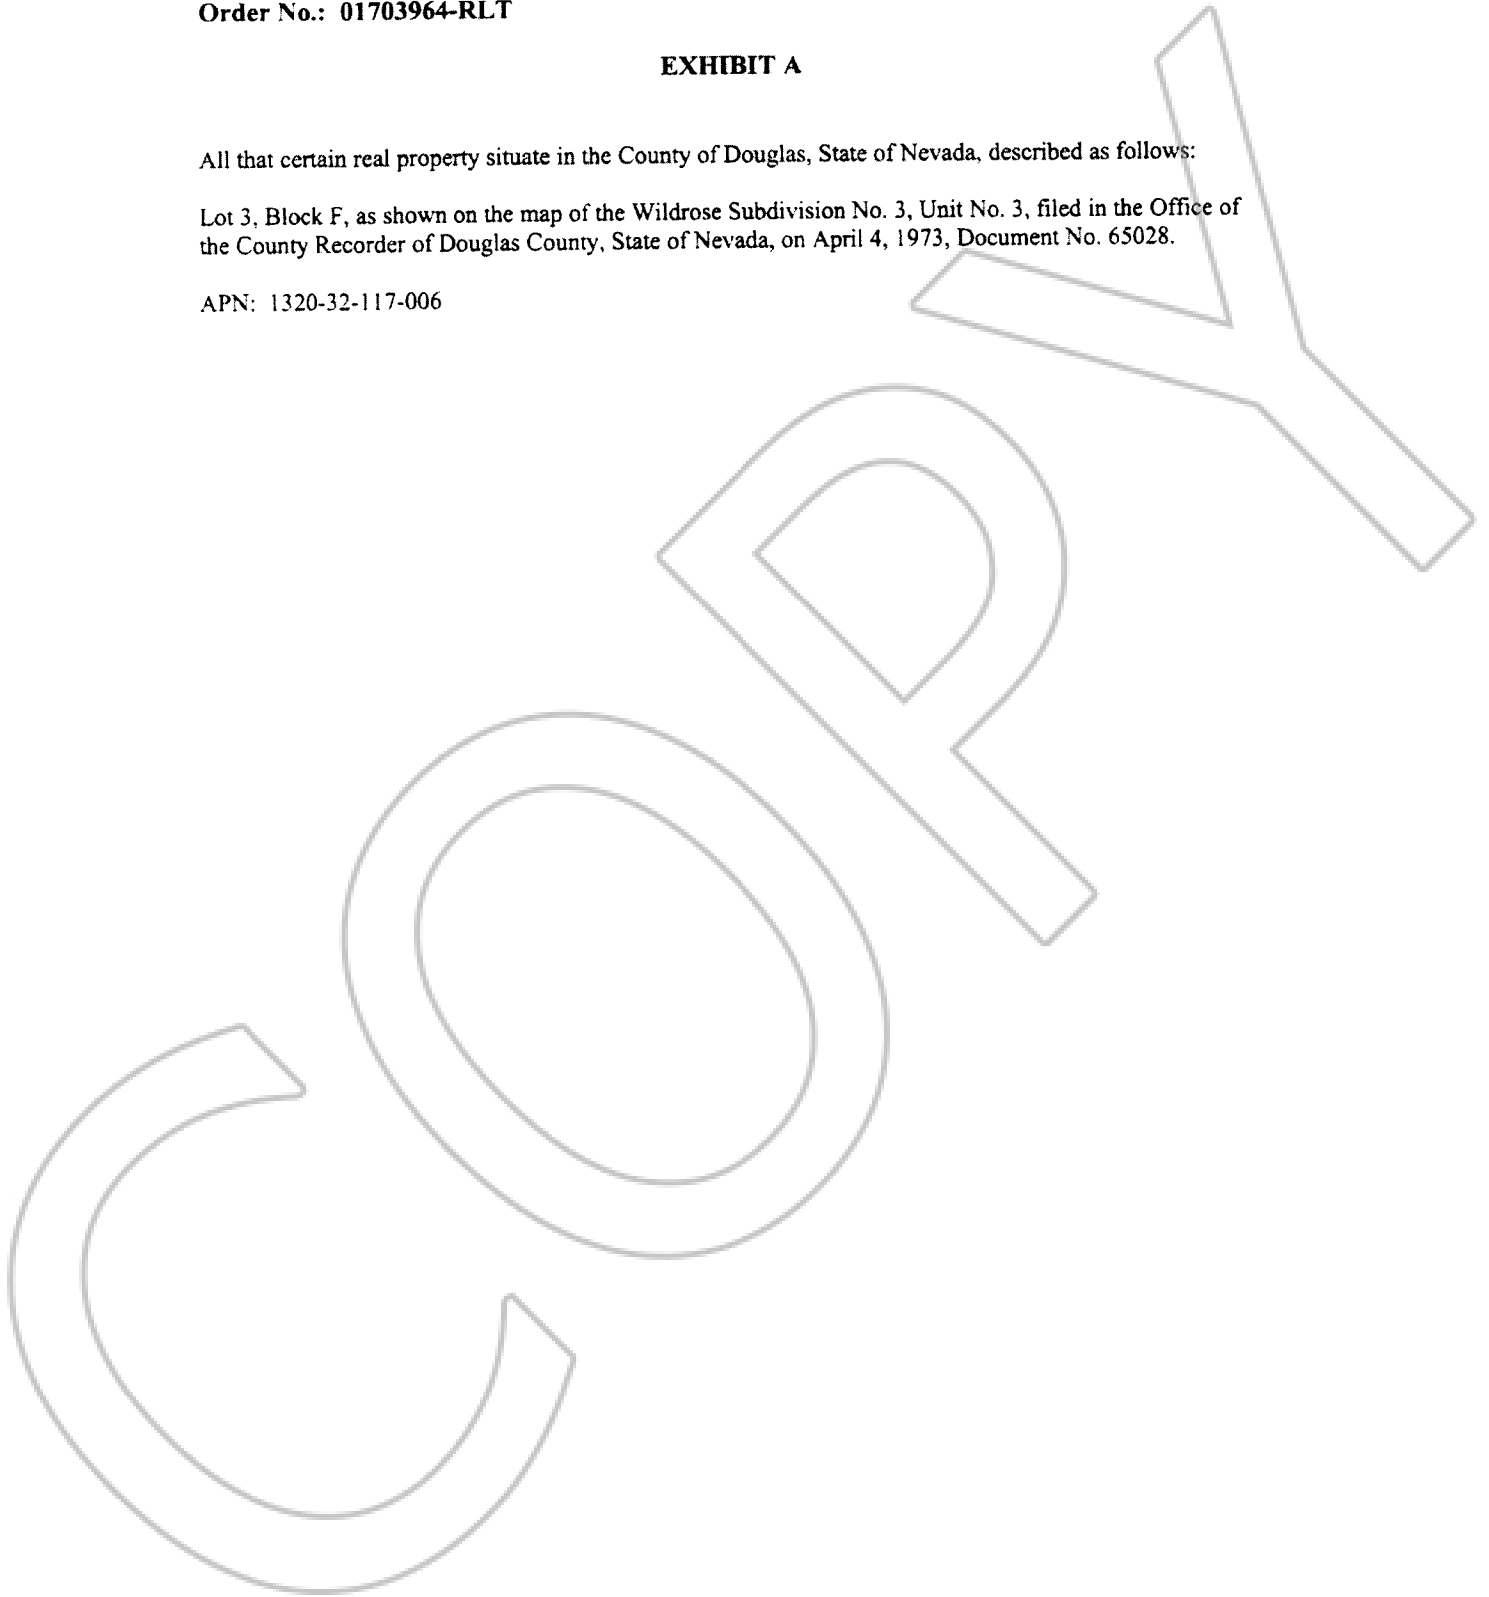 Order No.: 01703964-RLT
EXHIBIT A
All that certain real property situate in the County of Douglas, State of Nevada, described as follows:
Lot 3, Block F, as shown on the map of the Wildrose Subdivision No. 3, Unit No. 3, filed in the Office of
the County Recorder of Douglas County, State of Nevada, on April 4, 1973, Document No. 65028.
APN: 1320-32-117-006
COPY